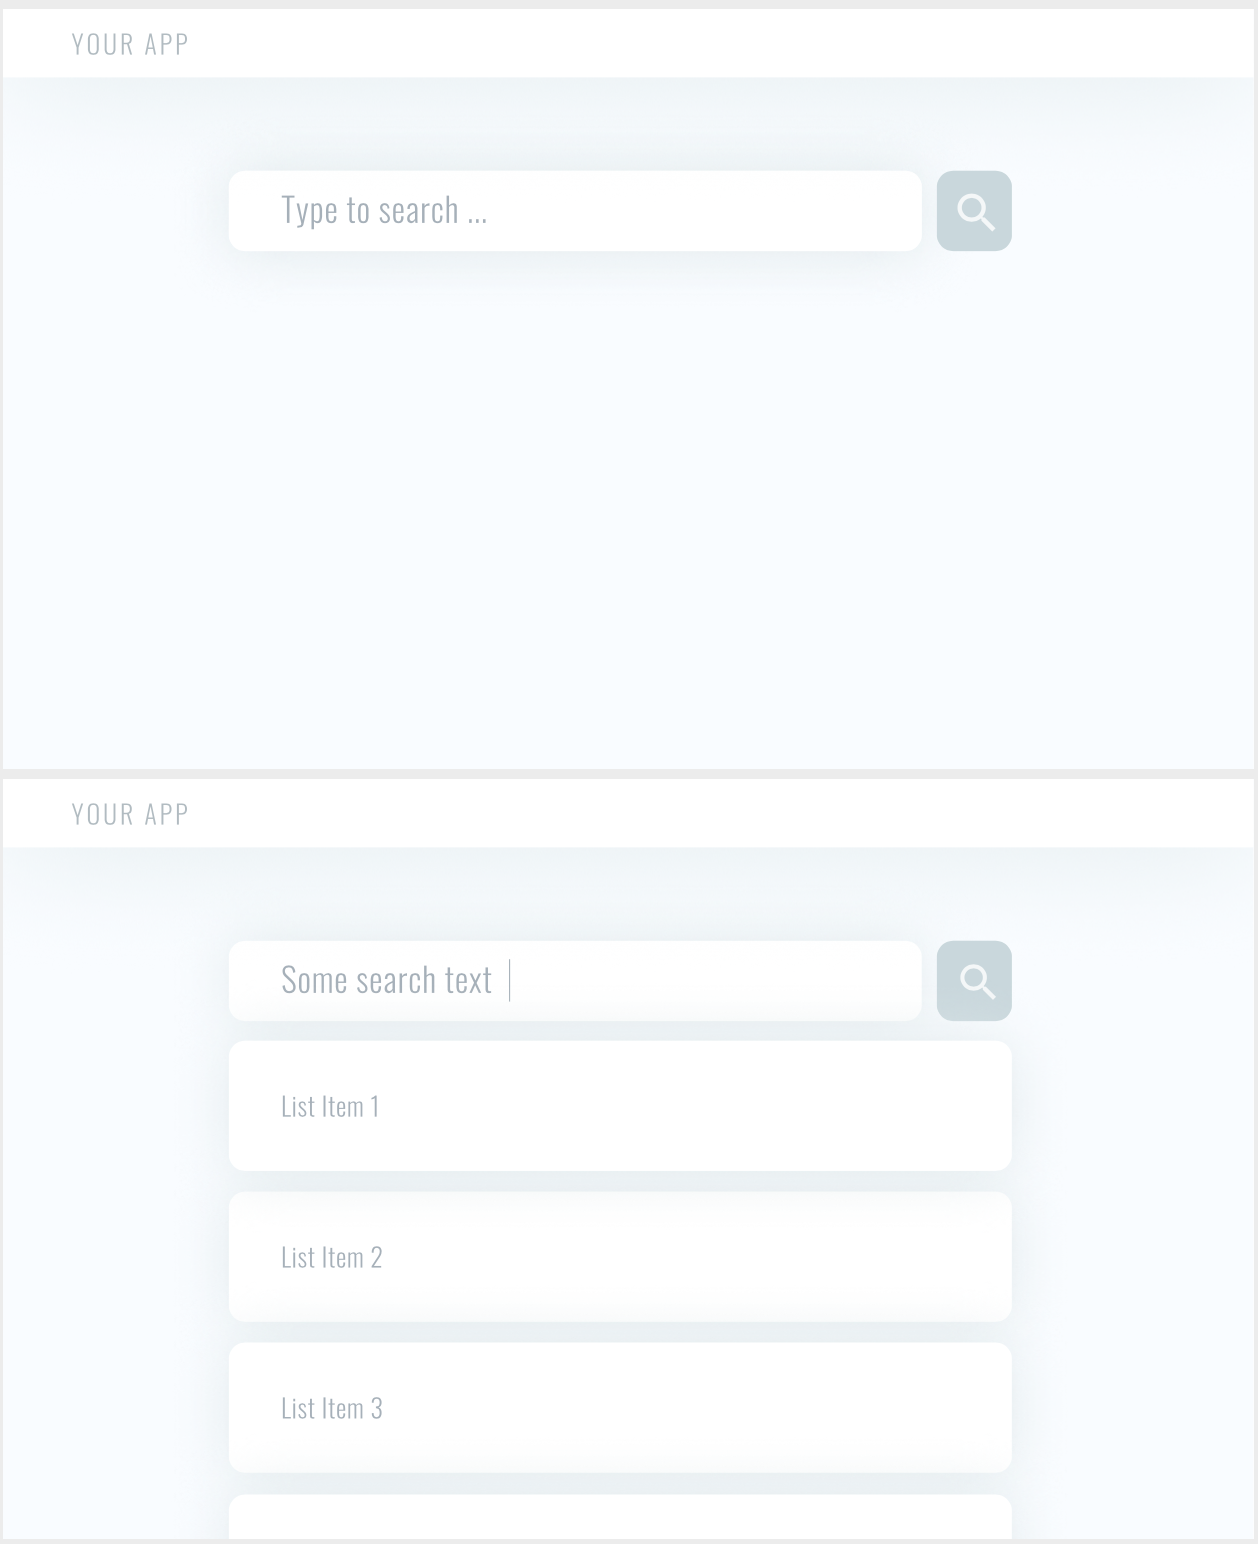 YOUR APP
Type to search ...
YOUR APP
Some search text
List Item 1
List Item 2
List Item 3